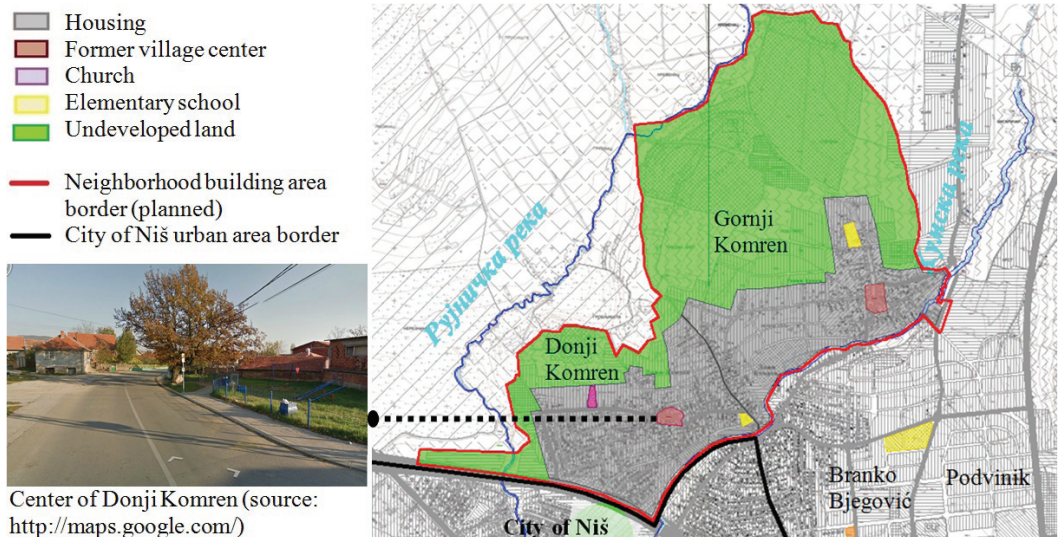 Housing
Former village center
Church
Elementary school
Undeveloped land
Neighborhood building area
border (planned)
City of Niš urban area border
Center of Donji Komren (source:
http://maps.google.com/)
Рујничка река
Gornji
Komren
Donji
Komren
City of Niš
Branko
Bjegović
Podvinik
река